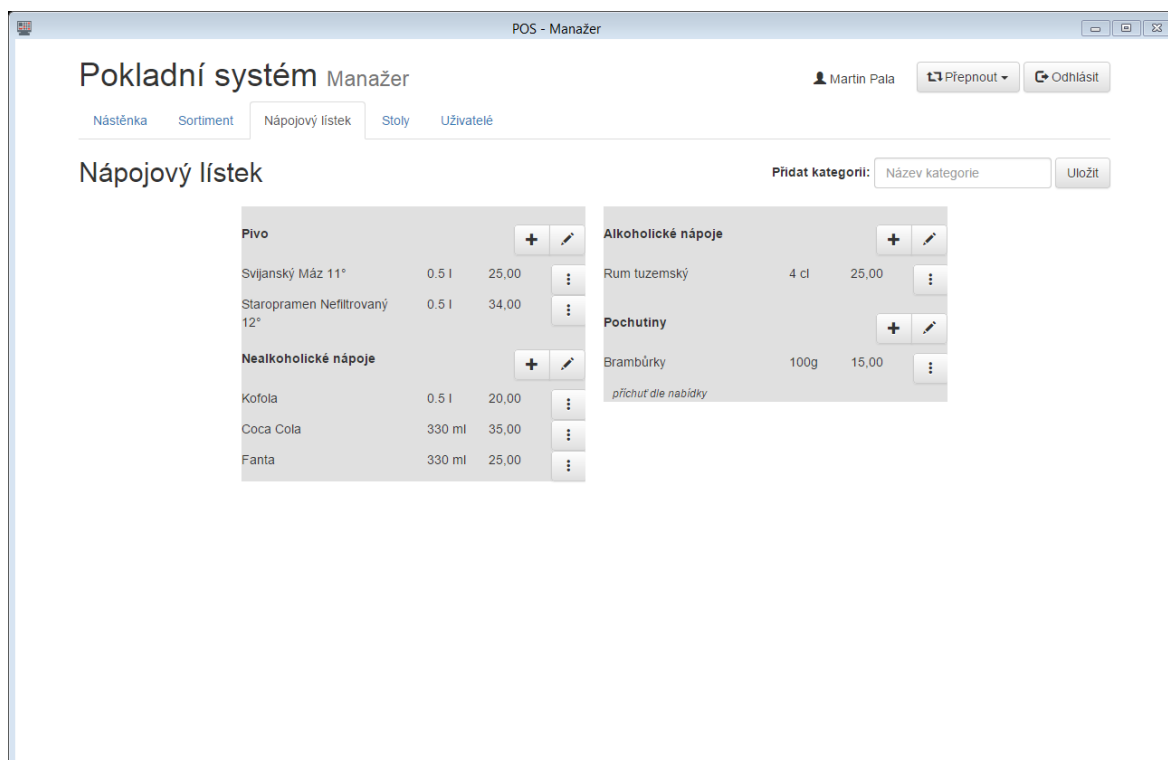 POS - Manažer
Pokladní systém Manažer
Martin Pala
Přepnout
Odhlásit
Nástěnka
Sortiment
Nápojový lístek
Stoly
Uživatelé
Nápojový lístek
Přidat kategorii:
Název kategorie
Uložit
Pivo
Svijanský Máz 11° 0.5 l 25,00
Staropramen Nefiltrovaný 0.5 l 34,00
12°
Nealkoholické nápoje
Kofola 0.5 l 20,00
Coca Cola 330 ml 35,00
Fanta 330 ml 25,00
Alkoholické nápoje
Rum tuzemský 4 cl 25,00
Pochutiny
Brambůrky 100g 15,00
příchuť dle nabídky